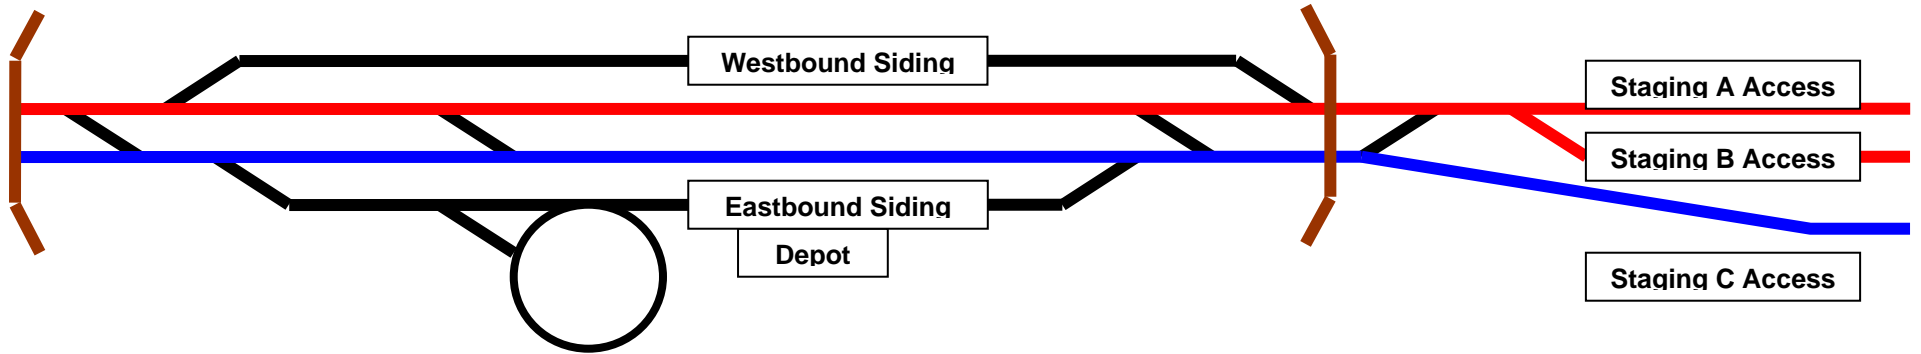 Westbound Siding
Staging A Access
Staging B Access
Eastbound Siding
Depot
Staging C Access